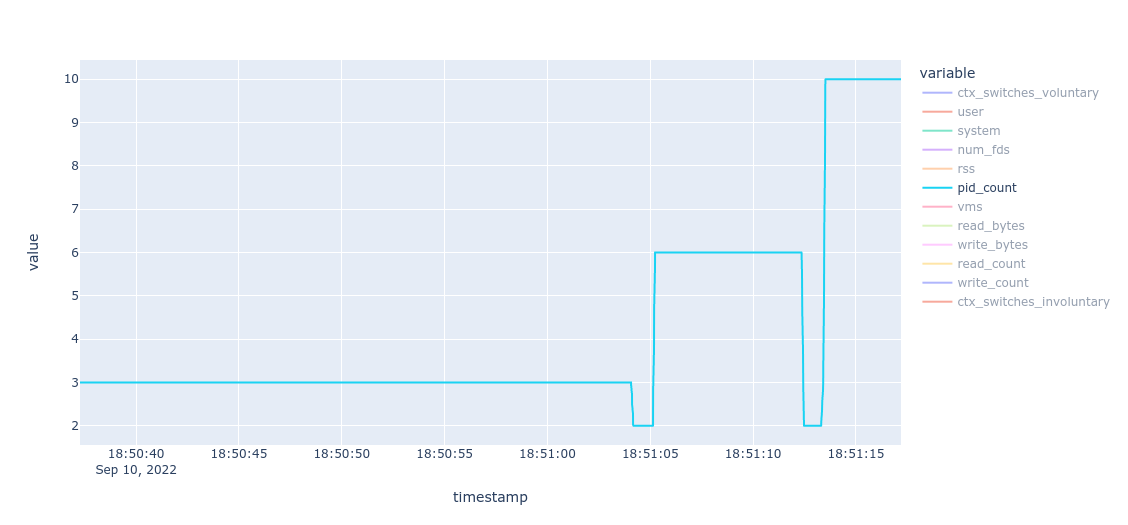 value
10
9
8
7
6
5
4
3
2
18:50:40
18:50:45
18:50:50
18:50:55
18:51:00
18:51:05
18:51:10
18:51:15
Sep 10, 2022
timestamp
variable
ctx_switches_voluntary
user
system
num_fds
rss
pid_count
vms
read_bytes
write_bytes
read_count
write_count
ctx_switches_involuntary